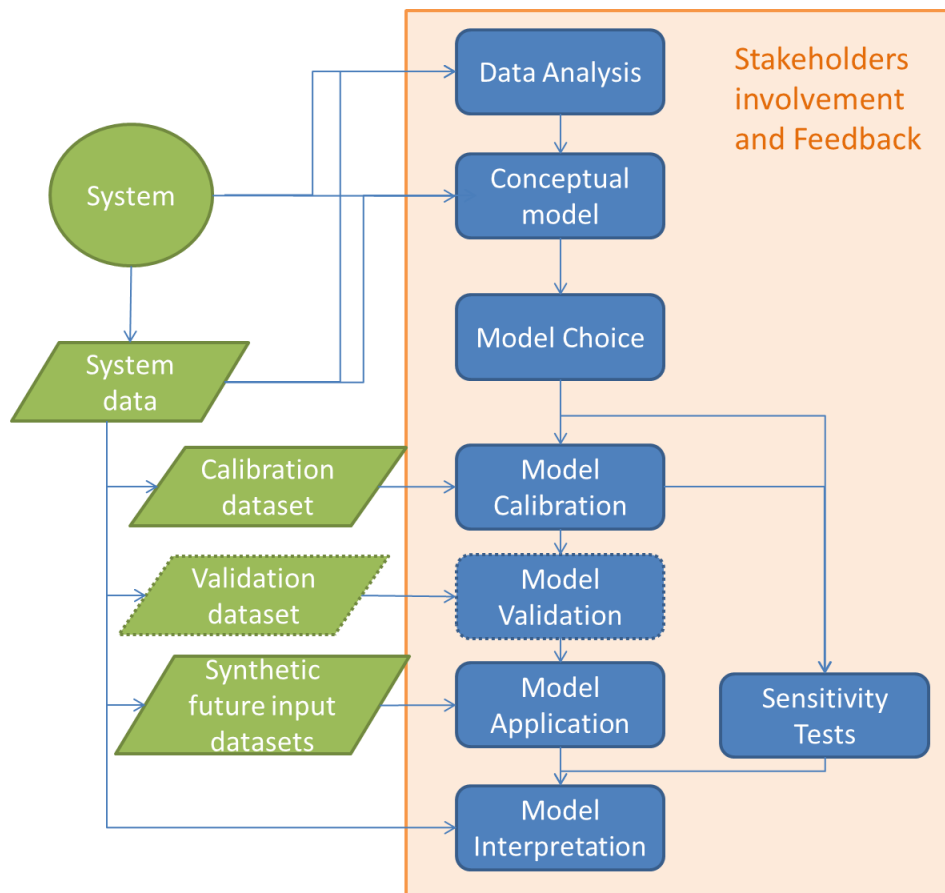 Data Analysis
Stakeholders
involvement
and Feedback
System
Conceptual
model
Model Choice
System
data
Calibration
dataset
Model
Calibration
Validation
dataset
Model
Validation
Synthetic
future input
datasets
Model
Application
Sensitivity
Tests
Model
Interpretation